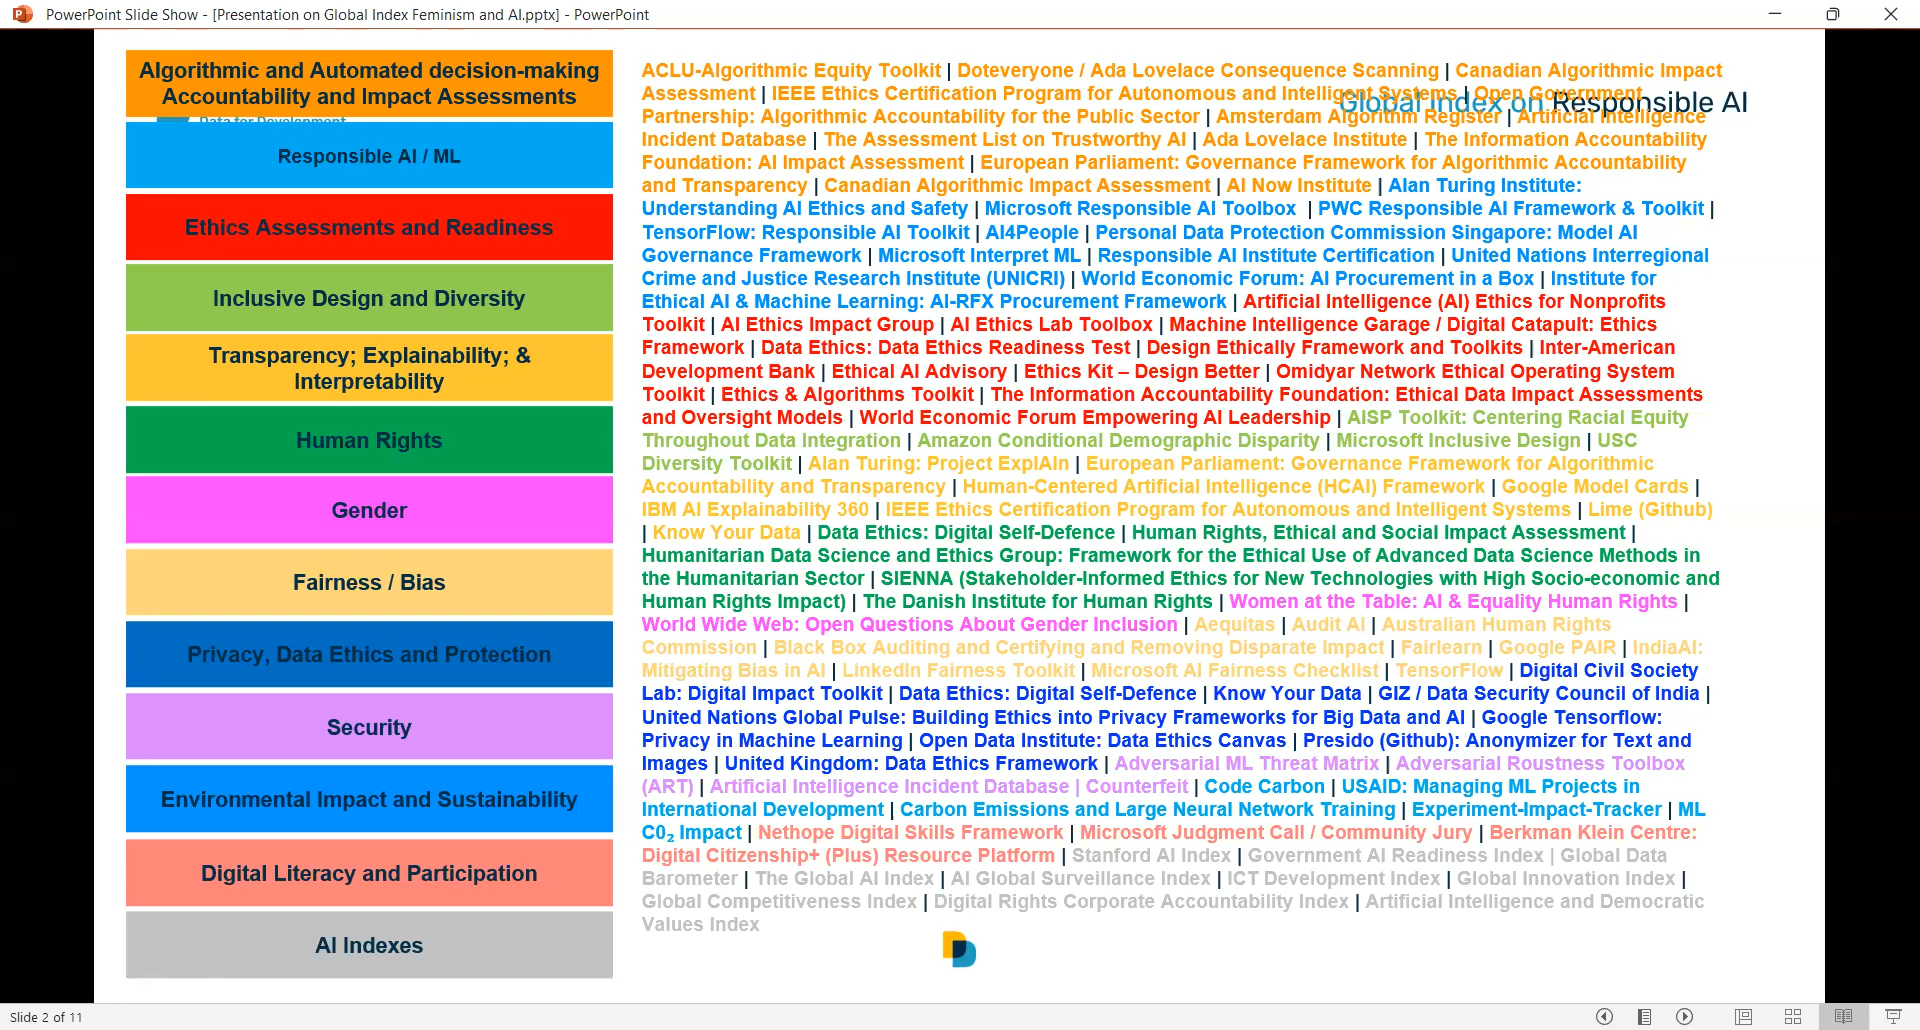 PowerPoint Slide Show - [Presentation on Global Index Feminism and AI.pptx] - PowerPoint
Algorithmic and Automated decision-making
Accountability and Impact Assessments
Data for Development
Responsible AI / ML
Ethics Assessments and Readiness
Inclusive Design and Diversity
Transparency; Explainability; &
Interpretability
Human Rights
Gender
Fairness / Bias
Privacy, Data Ethics and Protection
Security
Environmental Impact and Sustainability
Digital Literacy and Participation
AI Indexes
Global Index on Responsible AI
ACLU-Algorithmic Equity Toolkit | Doteveryone / Ada Lovelace Consequence Scanning | Canadian Algorithmic Impact
Assessment | IEEE Ethics Certification Program for Autonomous and Intelligent Systems | Open Government
Partnership: Algorithmic Accountability for the Public Sector | Amsterdam Algorithm Register | Artificial Intelligence
Incident Database | The Assessment List on Trustworthy AI | Ada Lovelace Institute | The Information Accountability
Foundation: AI Impact Assessment | European Parliament: Governance Framework for Algorithmic Accountability
and Transparency | Canadian Algorithmic Impact Assessment | AI Now Institute | Alan Turing Institute:
Understanding AI Ethics and Safety | Microsoft Responsible AI Toolbox | PWC Responsible AI Framework & Toolkit |
TensorFlow: Responsible AI Toolkit | AI4People | Personal Data Protection Commission Singapore: Model AI
Governance Framework | Microsoft Interpret ML | Responsible AI Institute Certification | United Nations Interregional
Crime and Justice Research Institute (UNICRI) | World Economic Forum: AI Procurement in a Box | Institute for
Ethical AI & Machine Learning: AI-RFX Procurement Framework | Artificial Intelligence (AI) Ethics for Nonprofits
Toolkit | AI Ethics Impact Group | AI Ethics Lab Toolbox | Machine Intelligence Garage / Digital Catapult: Ethics
Framework | Data Ethics: Data Ethics Readiness Test | Design Ethically Framework and Toolkits | Inter-American
Development Bank | Ethical AI Advisory | Ethics Kit – Design Better | Omidyar Network Ethical Operating System
Toolkit | Ethics & Algorithms Toolkit | The Information Accountability Foundation: Ethical Data Impact Assessments
and Oversight Models | World Economic Forum Empowering AI Leadership | AISP Toolkit: Centering Racial Equity
Throughout Data Integration | Amazon Conditional Demographic Disparity | Microsoft Inclusive Design | USC
Diversity Toolkit | Alan Turing: Project ExplAIn | European Parliament: Governance Framework for Algorithmic
Accountability and Transparency | Human-Centered Artificial Intelligence (HCAI) Framework | Google Model Cards |
IBM AI Explainability 360 | IEEE Ethics Certification Program for Autonomous and Intelligent Systems | Lime (Github)
| Know Your Data | Data Ethics: Digital Self-Defence | Human Rights, Ethical and Social Impact Assessment |
Humanitarian Data Science and Ethics Group: Framework for the Ethical Use of Advanced Data Science Methods in
the Humanitarian Sector | SIENNA (Stakeholder-Informed Ethics for New Technologies with High Socio-economic and
Human Rights Impact) | The Danish Institute for Human Rights | Women at the Table: AI & Equality Human Rights |
World Wide Web: Open Questions About Gender Inclusion | Aequitas | Audit AI | Australian Human Rights
Commission | Black Box Auditing and Certifying and Removing Disparate Impact | Fairlearn | Google PAIR | IndiaAI:
Mitigating Bias in AI | LinkedIn Fairness Toolkit | Microsoft AI Fairness Checklist | TensorFlow | Digital Civil Society
Lab: Digital Impact Toolkit | Data Ethics: Digital Self-Defence | Know Your Data | GIZ / Data Security Council of India |
United Nations Global Pulse: Building Ethics into Privacy Frameworks for Big Data and AI | Google Tensorflow:
Privacy in Machine Learning | Open Data Institute: Data Ethics Canvas | Presido (Github): Anonymizer for Text and
Images | United Kingdom: Data Ethics Framework | Adversarial ML Threat Matrix | Adversarial Roustness Toolbox
(ART) | Artificial Intelligence Incident Database | Counterfeit | Code Carbon | USAID: Managing ML Projects in
International Development | Carbon Emissions and Large Neural Network Training | Experiment-Impact-Tracker | ML
C0₂ Impact | Nethope Digital Skills Framework | Microsoft Judgment Call / Community Jury | Berkman Klein Centre:
Digital Citizenship+ (Plus) Resource Platform | Stanford AI Index | Government AI Readiness Index | Global Data
Barometer | The Global AI Index | AI Global Surveillance Index | ICT Development Index | Global Innovation Index |
Global Competitiveness Index | Digital Rights Corporate Accountability Index | Artificial Intelligence and Democratic
Values Index
Slide 2 of 11